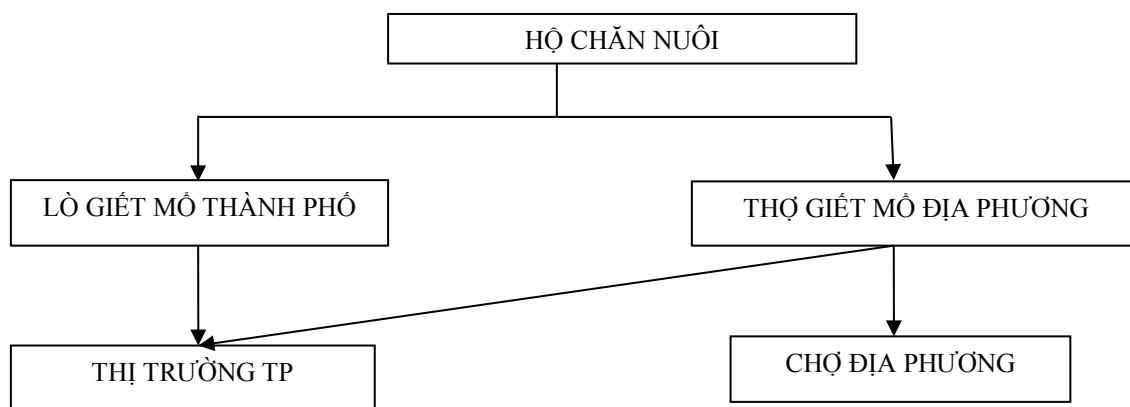 HỘ CHĂN NUÔI
LÒ GIẾT MỔ THÀNH PHỐ
THỢ GIẾT MỔ ĐỊA PHƯƠNG
THỊ TRƯỜNG TP
CHỢ ĐỊA PHƯƠNG